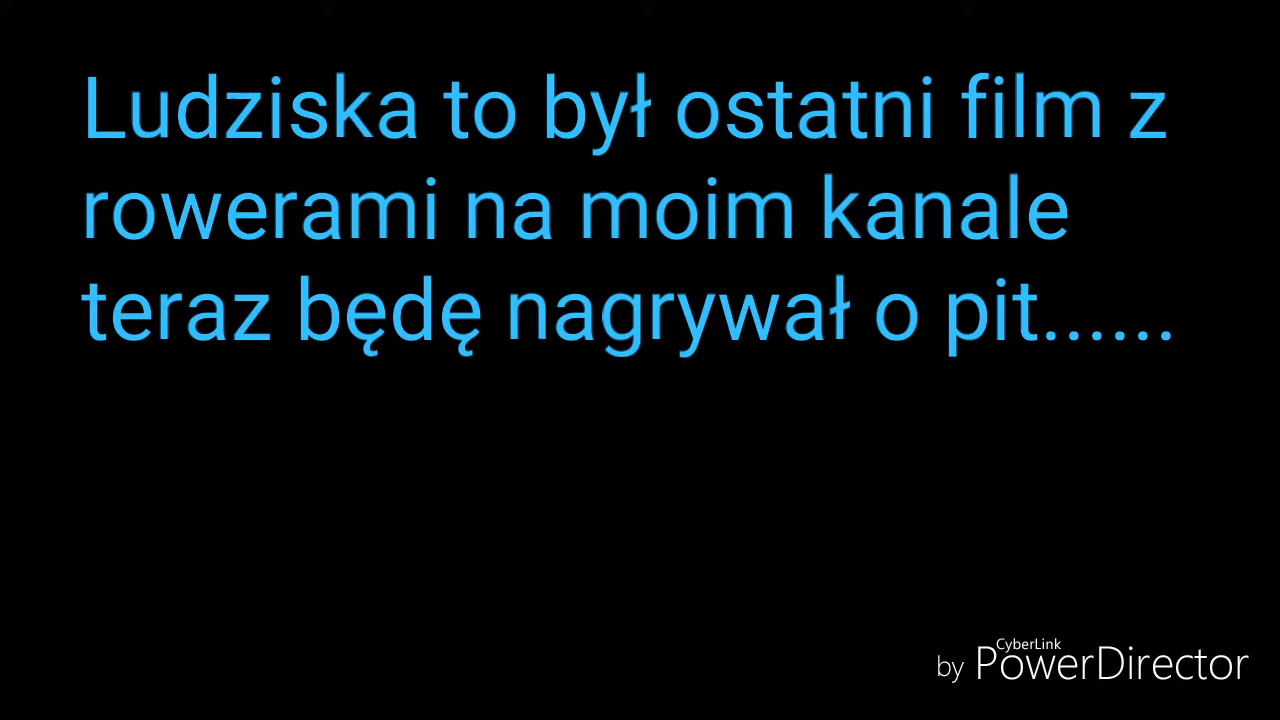 Ludziska to był ostatni film z
rowerami na moim kanale
teraz będę nagrywał o pit......
CyberLink
by PowerDirector